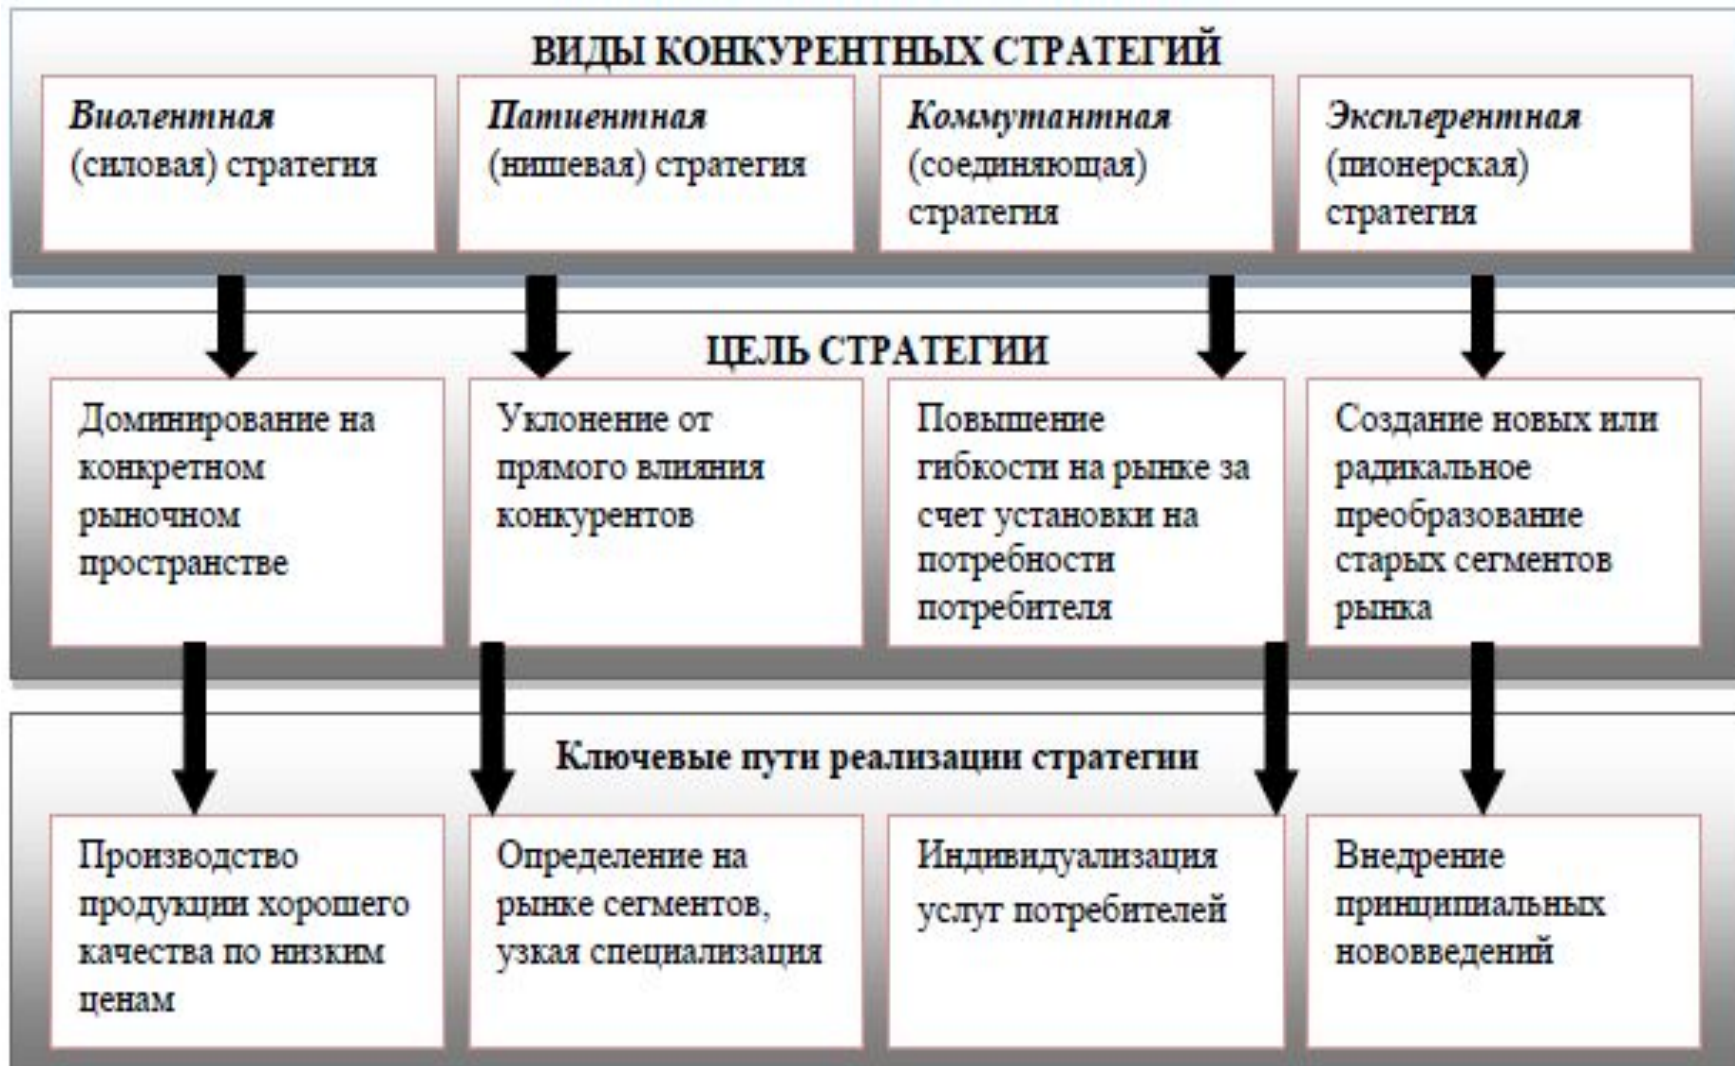 ВИДЫ КОНКУРЕНТНЫХ СТРАТЕГИЙ
Виолентная
(силовая) стратегия
Патиентная
(нишевая) стратегия
Коммутантная
(соединяющая)
стратегия
Эксплерентная
(пионерская)
стратегия
ЦЕЛЬ СТРАТЕГИИ
Доминирование на
конкретном
рыночном
пространстве
Уклонение от
прямого влияния
конкурентов
Повышение
гибкости на рынке за
счет установки на
потребности
потребителя
Создание новых или
радикальное
преобразование
старых сегментов
рынка
Ключевые пути реализации стратегии
Производство
продукции хорошего
качества по низким
ценам
Определение на
рынке сегментов,
узкая специализация
Индивидуализация
услуг потребителей
Внедрение
принципиальных
нововведений